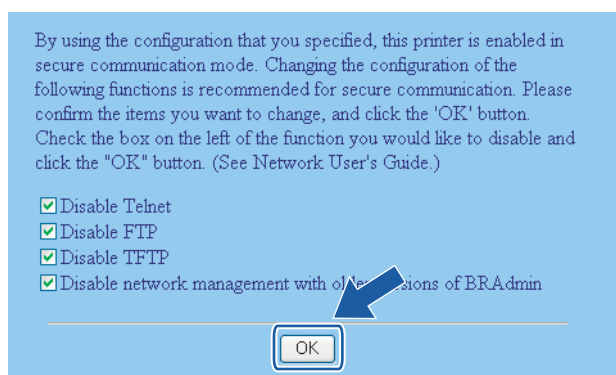 By using the configuration that you specified, this printer is enabled in
secure communication mode. Changing the configuration of the
following functions is recommended for secure communication. Please
confirm the items you want to change, and click the 'OK' button.
Check the box on the left of the function you would like to disable and
click the "OK" button. (See Network User's Guide.)
Disable Telnet
Disable FTP
Disable TFTP
Disable network management with older versions of BRAdmin
OK